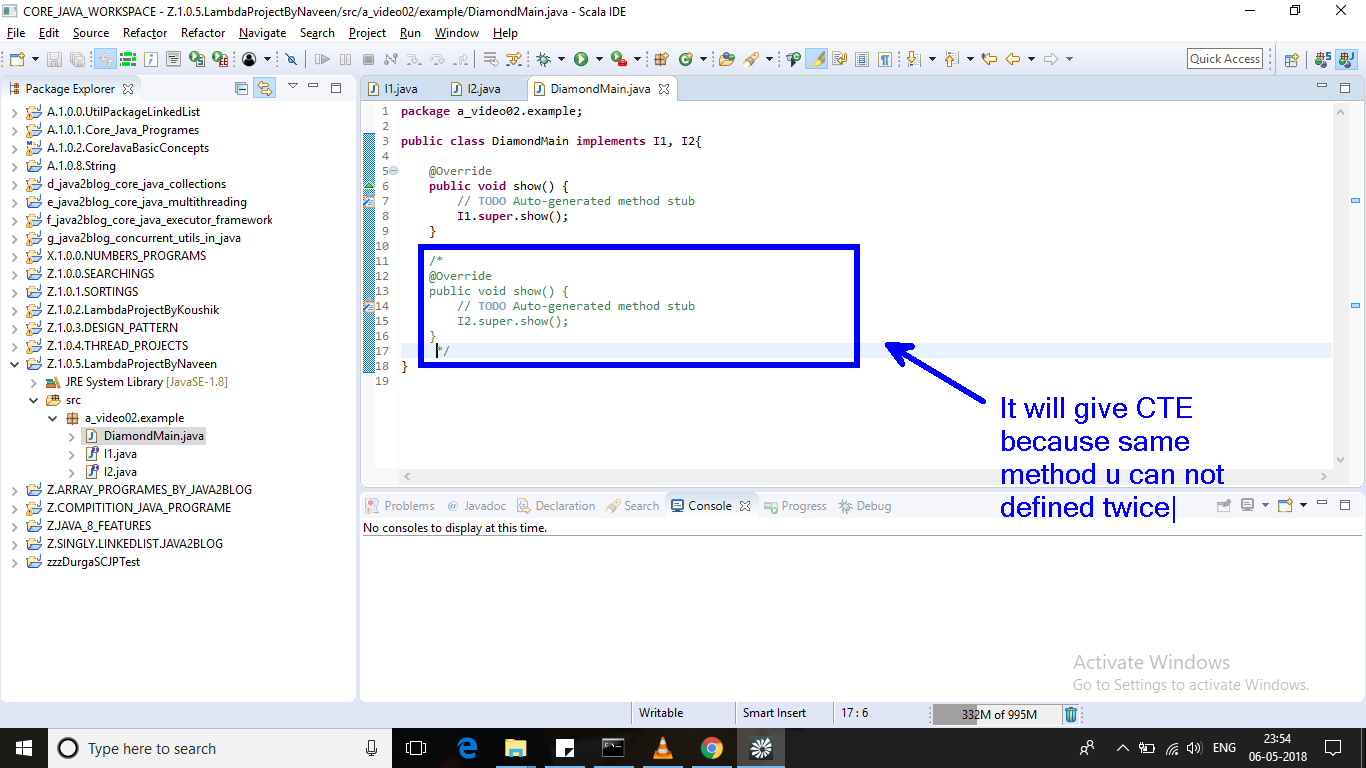 CORE_JAVA_WORKSPACE - Z.1.0.5.LambdaProjectByNaveen/src/a_video02/example/DiamondMain.java - Scala IDE
File Edit Source Refactor Refactor Navigate Search Project Run Window Help
Quick Access
Package Explorer
A.1.0.0.UtilPackageLinkedList
A.1.0.1.Core_Java_Programes
A.1.0.2.CoreJavaBasicConcepts
A.1.0.8.String
d_java2blog_core_java_collections
e_java2blog_core_java_multithreading
f_java2blog_core_java_executor_framework
g_java2blog_concurrent_utils_in_java
X.1.0.0.NUMBERS_PROGRAMS
Z.1.0.0.SEARCHINGS
Z.1.0.1.SORTINGS
Z.1.0.2.LambdaProjectByKoushik
Z.1.0.3.DESIGN_PATTERN
Z.1.0.4.THREAD_PROJECTS
Z.1.0.5.LambdaProjectByNaveen
JRE System Library [JavaSE-1.8]
src
a_video02.example
DiamondMain.java
I1.java
I2.java
Z.ARRAY_PROGRAMES_BY_JAVA2BLOG
Z.COMPITITION_JAVA_PROGRAME
Z.JAVA_8_FEATURES
Z.SINGLY.LINKEDLIST.JAVA2BLOG
zzzDurgaSCJPTest
I1.java I2.java DiamondMain.java
1 package a_video02.example;
2
3 public class DiamondMain implements I1, I2{
4
5 @Override
6 public void show() {
7 // TODO Auto-generated method stub
8 I1.super.show();
9 }
10
11 /*
12 @Override
13 public void show() {
14 // TODO Auto-generated method stub
15 I2.super.show();
16 }
17 */
18 }
19
It will give CTE
because same
method u can not
defined twice|
Problems @ Javadoc Declaration Search Console Progress Debug
No consoles to display at this time.
Activate Windows
Go to Settings to activate Windows.
Writable Smart Insert 17 : 6 332M of 995M
Type here to search
ENG
23:54
06-05-2018